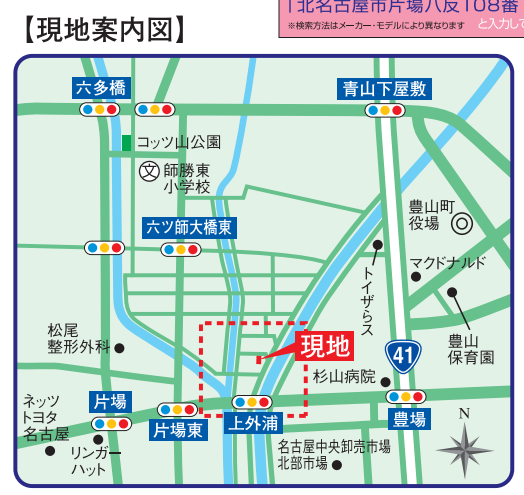 「北名古屋市片場八反108番
※検索方法はメーカー・モデルにより異なります
と入力して
【現地案内図】
六多橋
青山下屋敷
コッツ山公園
文
師勝東
小学校
豊山町
役場
六ツ師大橋東
マクドナルド
トイザらス
松尾
整形外科
現地
41
豊山
保育園
杉山病院
ネッツ
トヨタ
名古屋
片場
片場東
上外浦
豊場
N
リンガー
ハット
名古屋中央卸売市場
北部市場